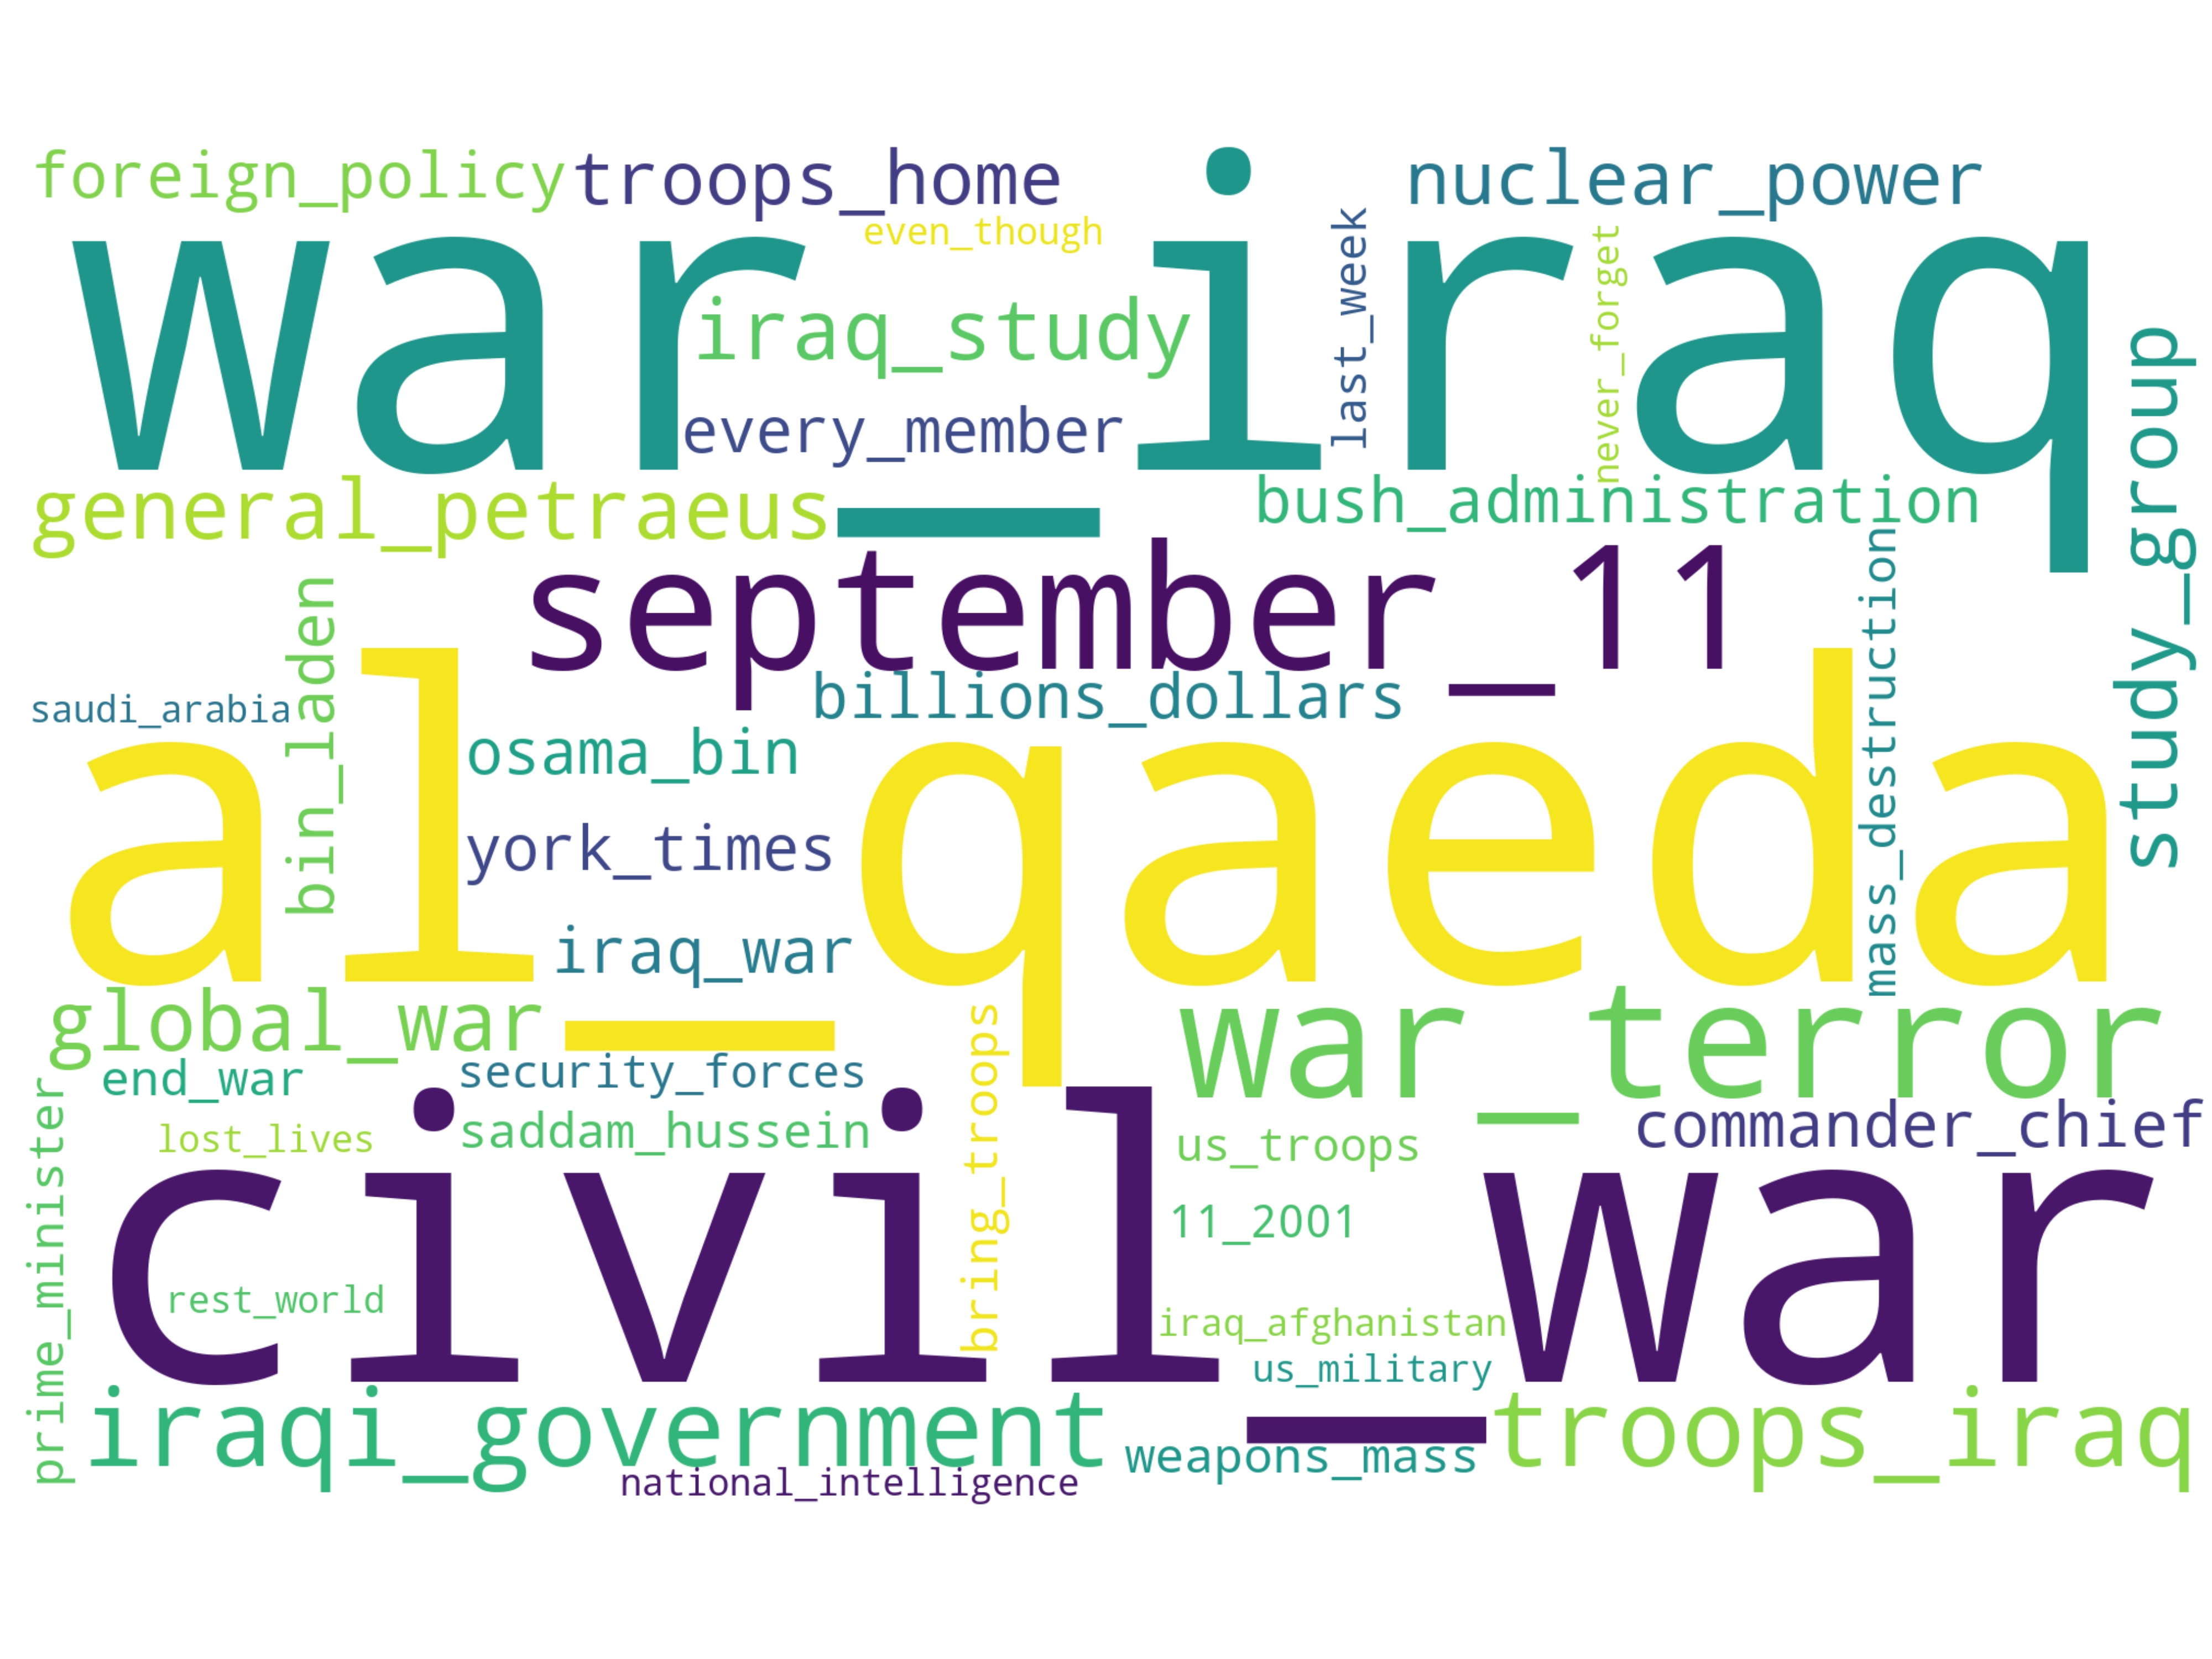 foreign_policy
troops_home
nuclear_power
even_though
war_iraq
last_week
never_forget
iraq_study
every_member
study_group
general_petraeus
bush_administration
september_11
mass_destruction
bin_laden
billions_dollars
saudi_arabia
osama_bin
al_qaeda
york_times
iraq_war
global_war
war_terror
bring_troops
end_war
security_forces
prime_minister
lost_lives
saddam_hussein
us_troops
commander_chief
civil_war
11_2001
rest_world
iraq_afghanistan
us_military
iraqi_government
weapons_mass
troops_iraq
national_intelligence